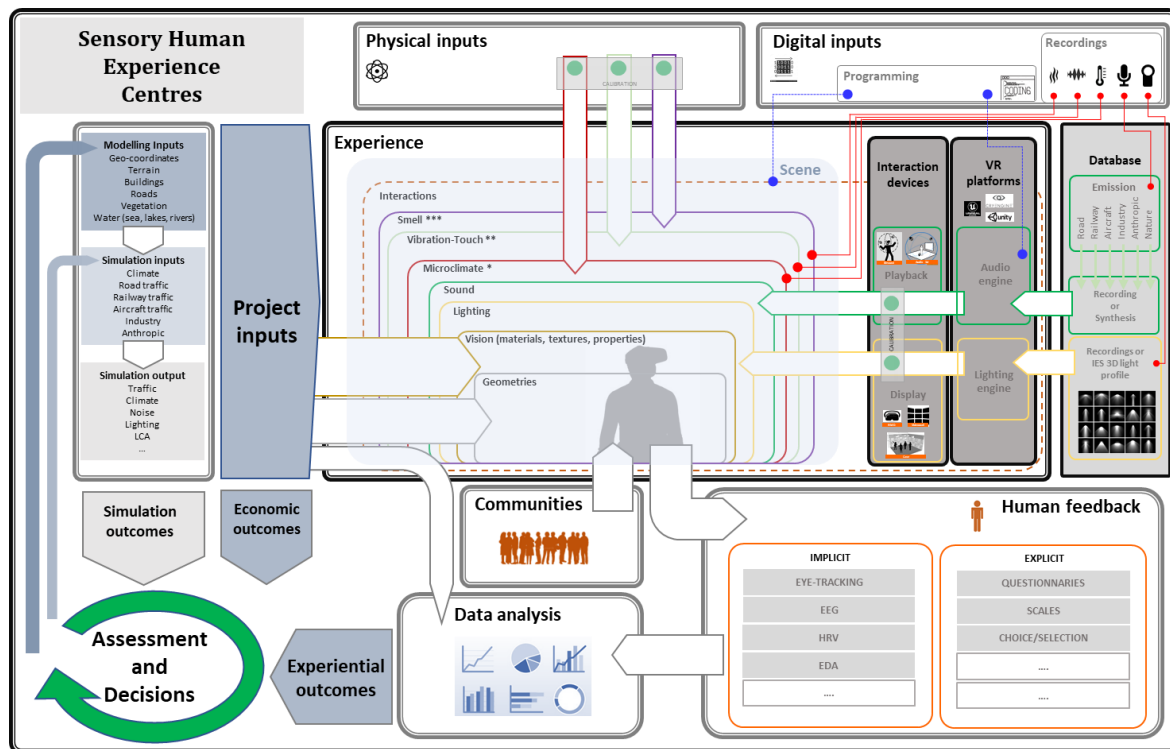 Sensory Human
Experience
Centres
Physical inputs
CALIBRATION
Digital inputs
Programming
CODING
Recordings
Modelling Inputs
Geo-coordinates
Terrain
Buildings
Roads
Vegetation
Water (sea, lakes, rivers)
Simulation inputs
Climate
Road traffic
Railway traffic
Aircraft traffic
Industry
Anthropic
Simulation output
Traffic
Climate
Noise
Lighting
LCA
...
Project
inputs
Experience
Scene
Interactions
Smell ***
Vibration-Touch **
Microclimate *
Sound
Lighting
Vision (materials, textures, properties)
Geometries
Interaction
devices
Playback
CALIBRATION
Display
VR
platforms
unity
Audio
engine
Lighting
engine
Database
Emission
Road
Railway
Aircraft
Industry
Anthropic
Nature
Recording
or
Synthesis
Recordings or
IES 3D light
profile
Simulation
outcomes
Economic
outcomes
Communities
Human feedback
IMPLICIT
EYE-TRACKING
EEG
HRV
EDA
....
EXPLICIT
QUESTIONNARIES
SCALES
CHOICE/SELECTION
....
....
Data analysis
Experiential
outcomes
Assessment
and
Decisions